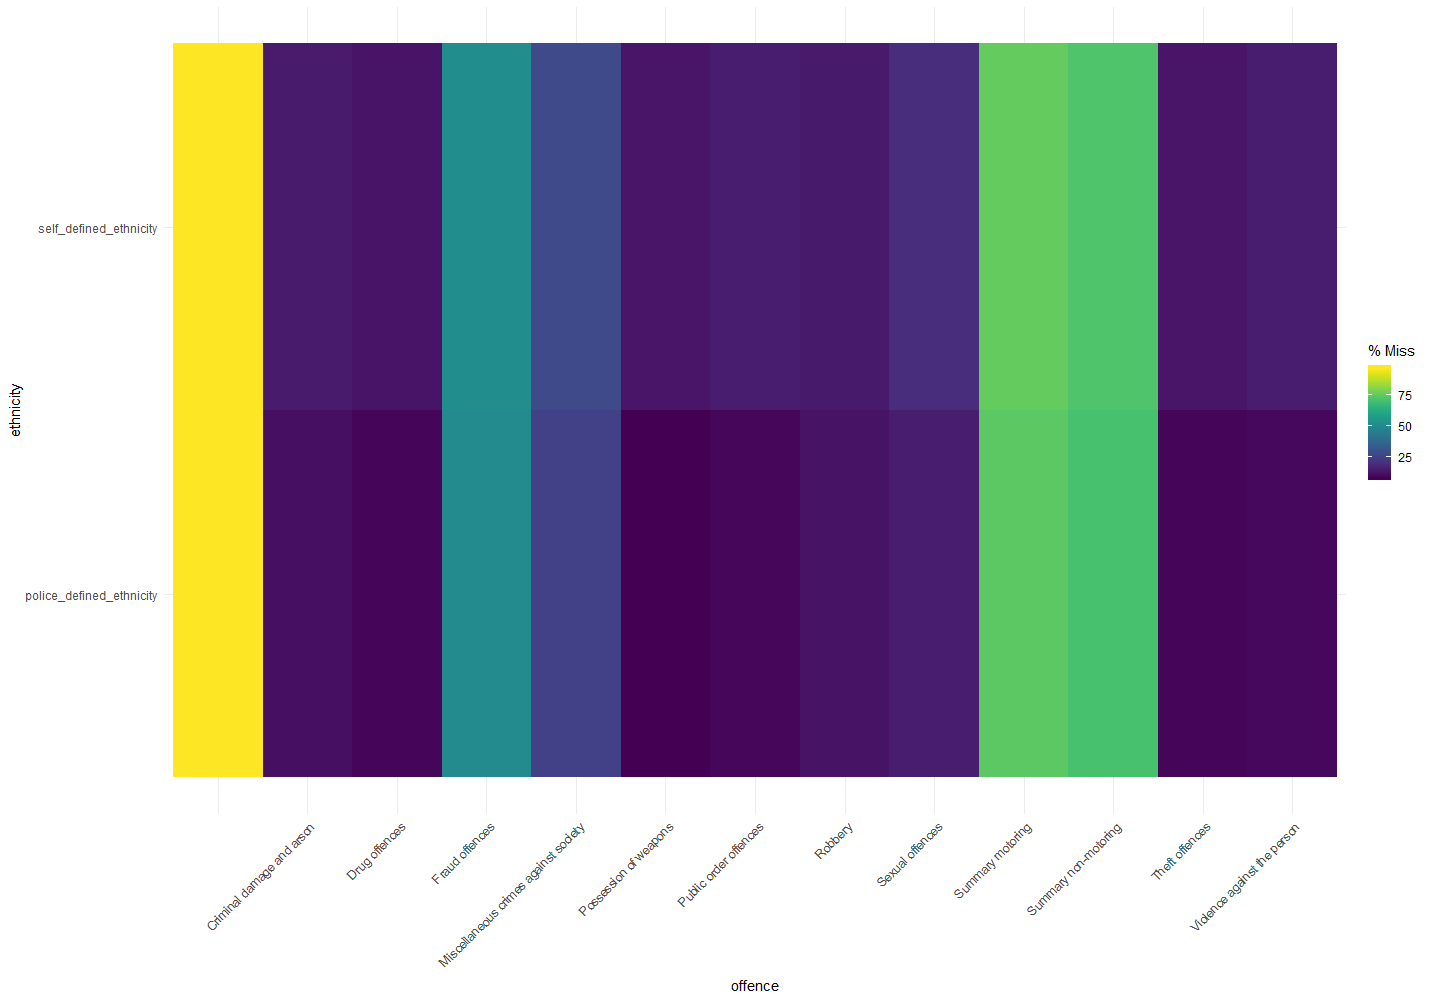 self_defined_ethnicity
police_defined_ethnicity
ethnicity
Criminal damage and arson
Drug offences
Fraud offences
Miscellaneous crimes against society
Possession of weapons
Public order offences
Robbery
Sexual offences
Summary motoring
Summary non-motoring
Theft offences
Violence against the person
offence
% Miss
75
50
25